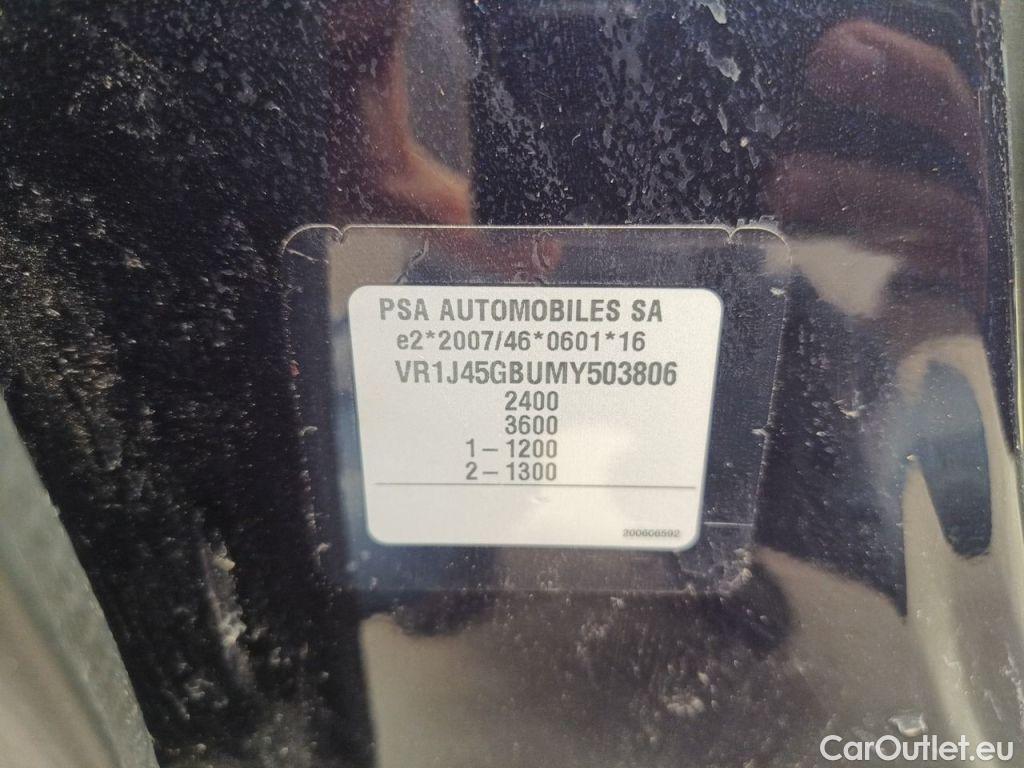 PSA AUTOMOBILES SA
e2*2007/46*0601*16
VR1J45GBUMY503806
2400
3600
1 – 1200
2 – 1300
200606592
CarOutlet.eu